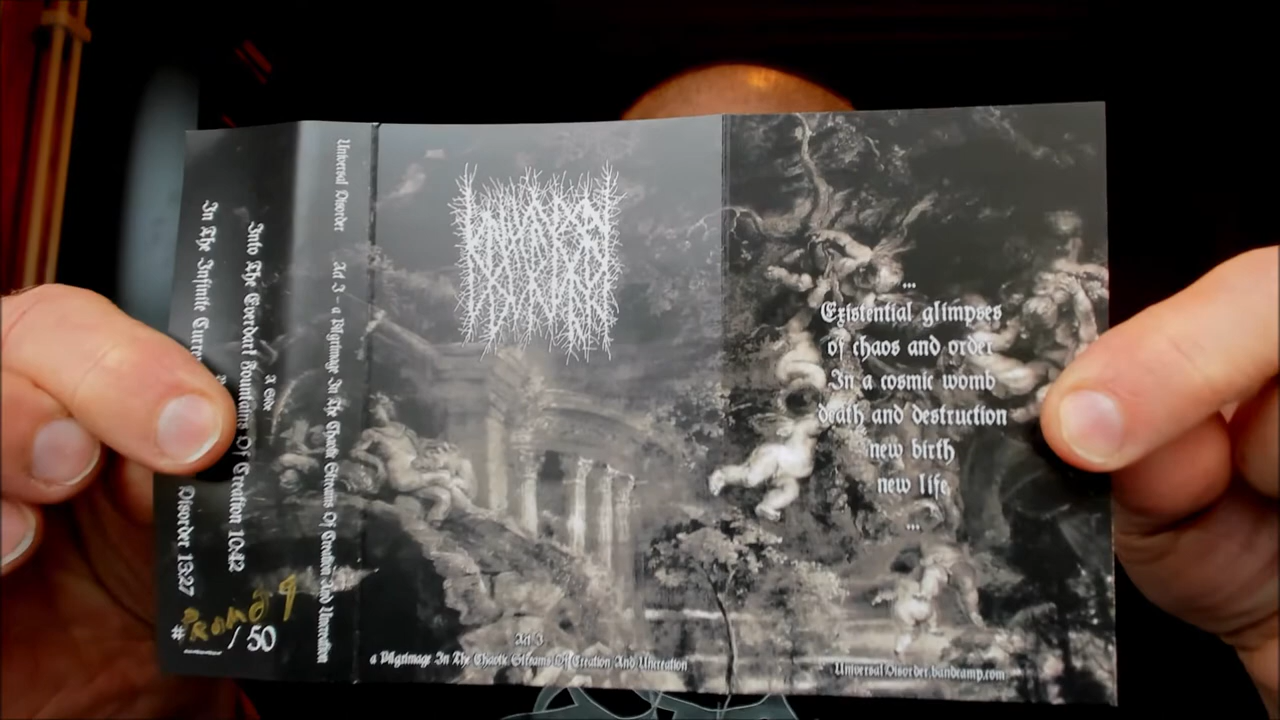 In The Infinite Curre
Disorder 13:27
A Side
Into The Everdark Fountains Of Creation 10:42
# Promo 9 / 50
Universal Disorder Act 3 - a Pilgrimage In The Chaotic Streams Of Creation And Uncreation
Act 3
a Pilgrimage In The Chaotic Streams Of Creation And Uncreation
...
Existential glimpses
of chaos and order
In a cosmic womb
death and destruction
new birth
new life
...
UniversalDisorder.bandcamp.com